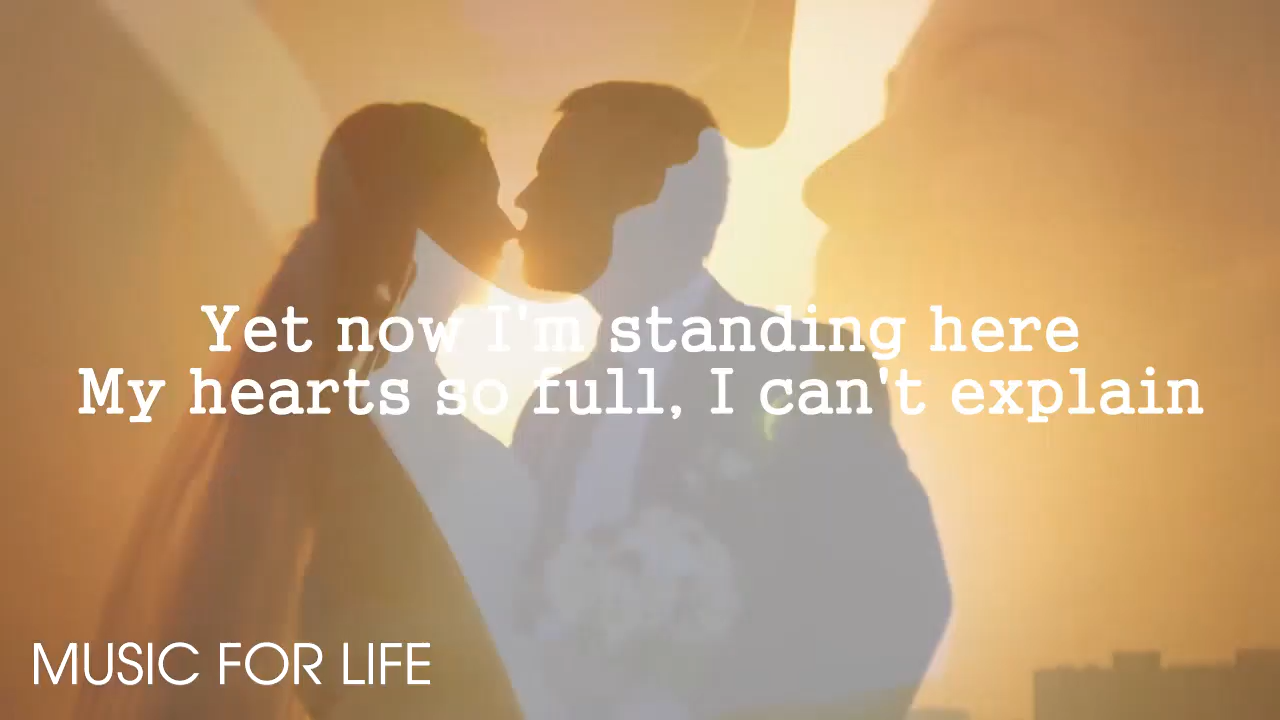 Yet now I'm standing here
My hearts so full, I can't explain
MUSIC FOR LIFE